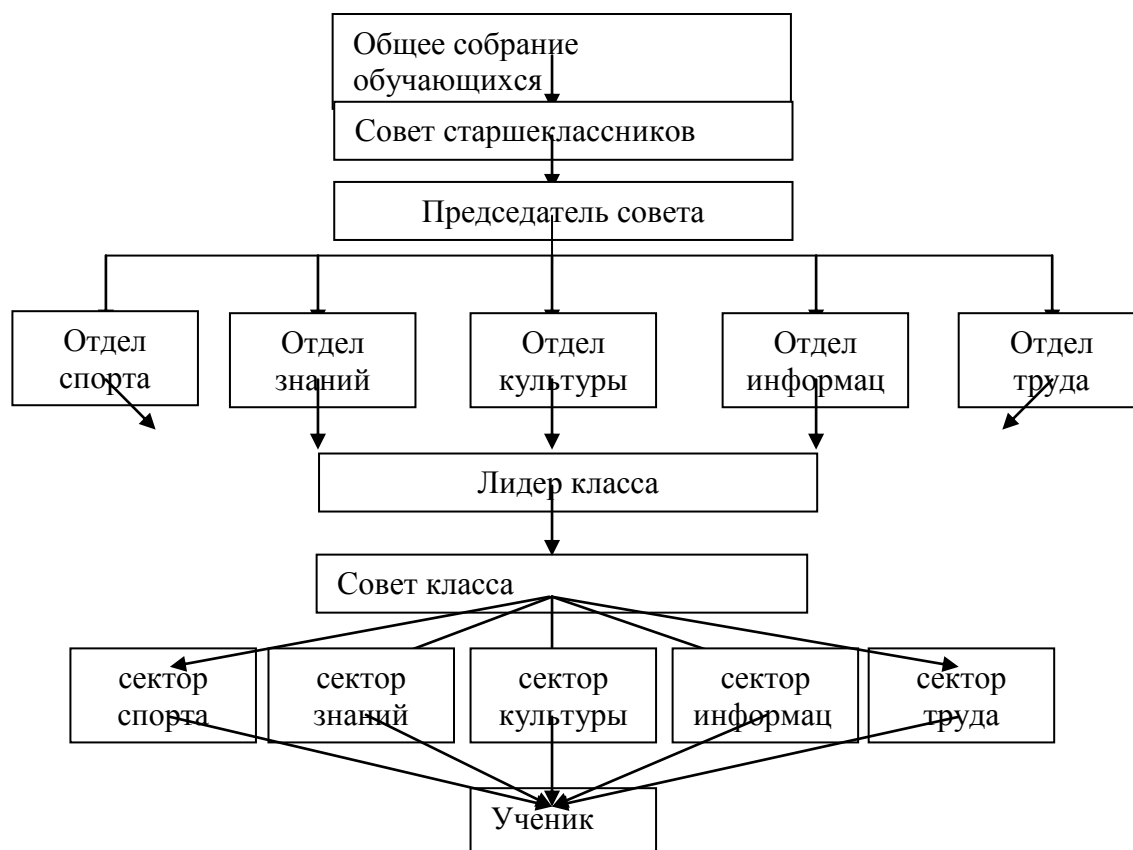 Общее собрание
обучающихся
Совет старшеклассников
Председатель совета
Отдел
спорта
Отдел
знаний
Отдел
культуры
Отдел
информац
Отдел
труда
Лидер класса
Совет класса
сектор
спорта
сектор
знаний
сектор
культуры
сектор
информац
сектор
труда
Ученик